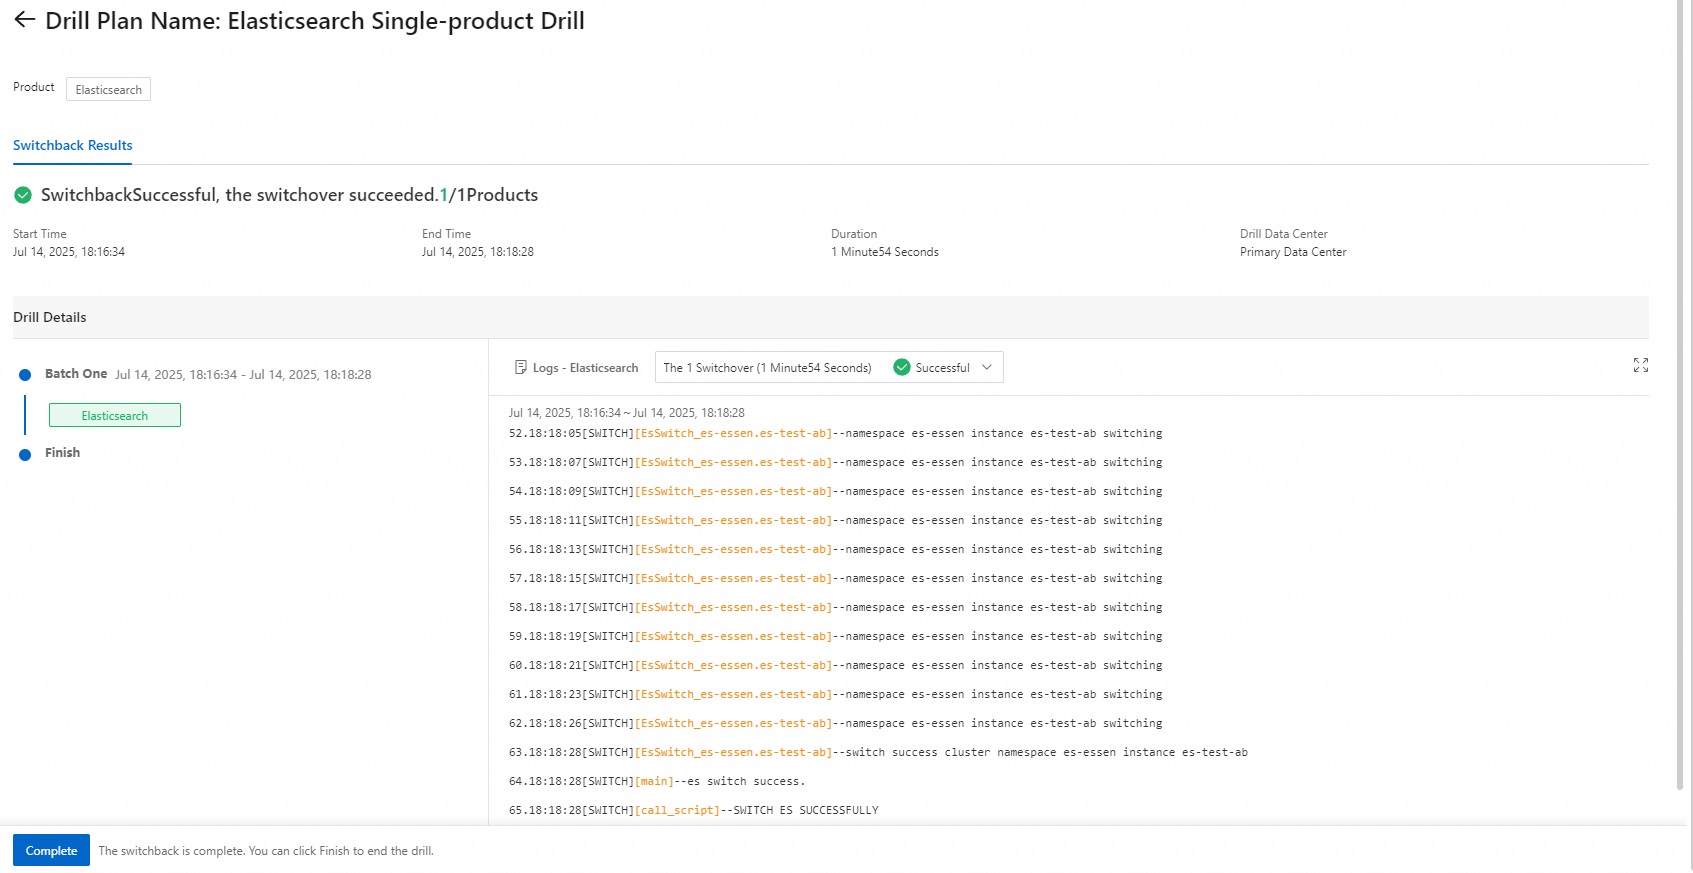 Drill Plan Name: Elasticsearch Single-product Drill
Product Elasticsearch
Switchback Results
SwitchbackSuccessful, the switchover succeeded.1/1Products
Start Time End Time Duration Drill Data Center
Jul 14, 2025, 18:16:34 Jul 14, 2025, 18:18:28 1 Minute54 Seconds Primary Data Center
Drill Details
Batch One Jul 14, 2025, 18:16:34 - Jul 14, 2025, 18:18:28
Elasticsearch
Finish
Logs - Elasticsearch The 1 Switchover (1 Minute54 Seconds) Successful
Jul 14, 2025, 18:16:34 ~ Jul 14, 2025, 18:18:28
52.18:18:05[SWITCH][EsSwitch_es-essen.es-test-ab]--namespace es-essen instance es-test-ab switching
53.18:18:07[SWITCH][EsSwitch_es-essen.es-test-ab]--namespace es-essen instance es-test-ab switching
54.18:18:09[SWITCH][EsSwitch_es-essen.es-test-ab]--namespace es-essen instance es-test-ab switching
55.18:18:11[SWITCH][EsSwitch_es-essen.es-test-ab]--namespace es-essen instance es-test-ab switching
56.18:18:13[SWITCH][EsSwitch_es-essen.es-test-ab]--namespace es-essen instance es-test-ab switching
57.18:18:15[SWITCH][EsSwitch_es-essen.es-test-ab]--namespace es-essen instance es-test-ab switching
58.18:18:17[SWITCH][EsSwitch_es-essen.es-test-ab]--namespace es-essen instance es-test-ab switching
59.18:18:19[SWITCH][EsSwitch_es-essen.es-test-ab]--namespace es-essen instance es-test-ab switching
60.18:18:21[SWITCH][EsSwitch_es-essen.es-test-ab]--namespace es-essen instance es-test-ab switching
61.18:18:23[SWITCH][EsSwitch_es-essen.es-test-ab]--namespace es-essen instance es-test-ab switching
62.18:18:26[SWITCH][EsSwitch_es-essen.es-test-ab]--namespace es-essen instance es-test-ab switching
63.18:18:28[SWITCH][EsSwitch_es-essen.es-test-ab]--switch success cluster namespace es-essen instance es-test-ab
64.18:18:28[SWITCH][main]--es switch success.
65.18:18:28[SWITCH][call_script]--SWITCH ES SUCCESSFULLY
Complete The switchback is complete. You can click Finish to end the drill.